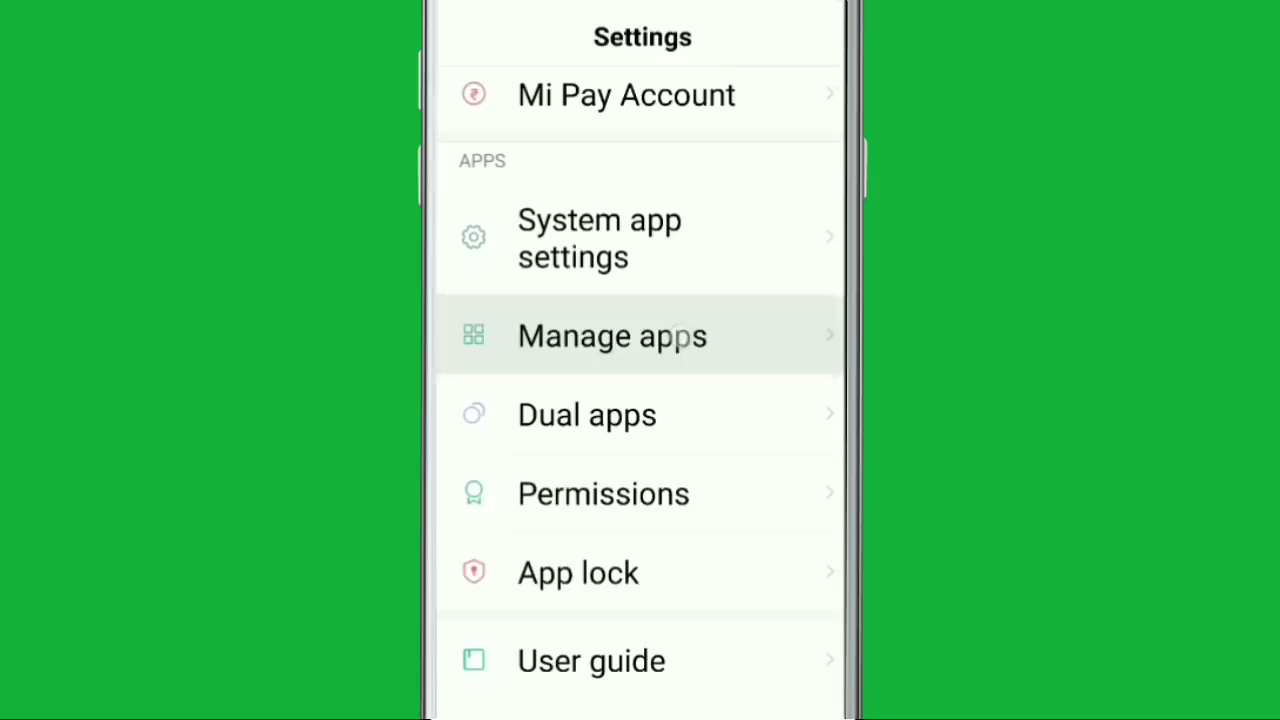 Settings
Mi Pay Account
APPS
System app
settings
Manage apps
Dual apps
Permissions
App lock
User guide